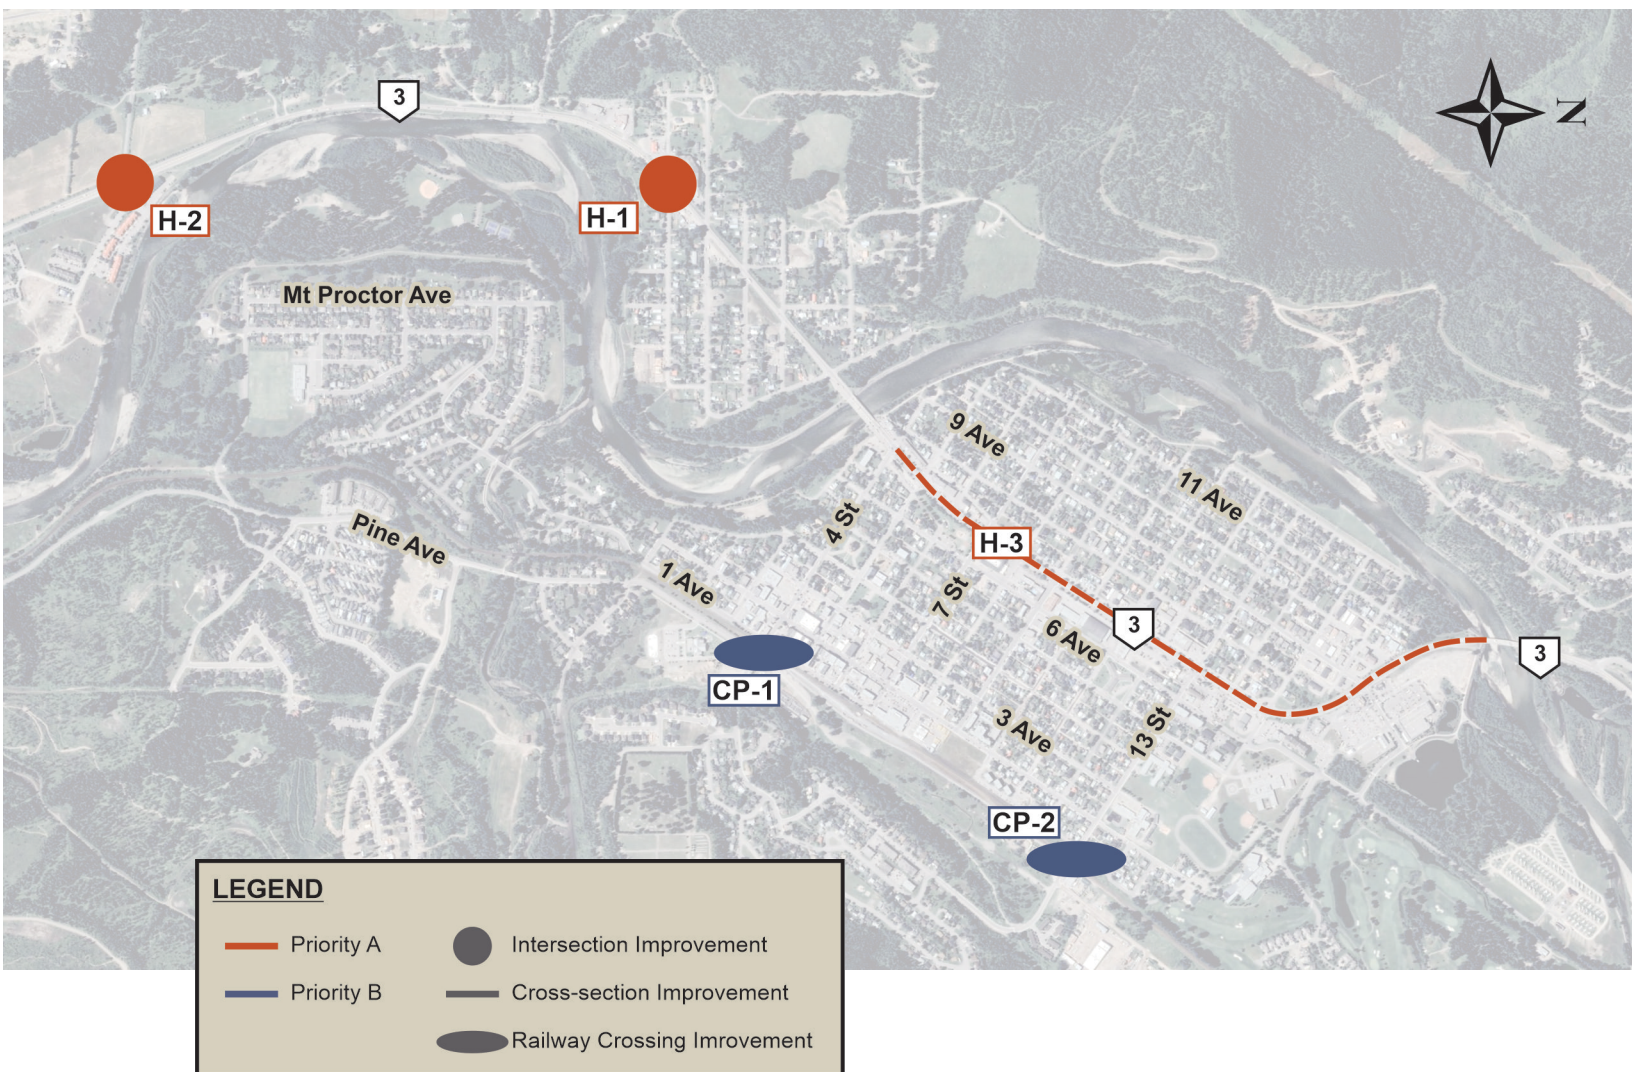 3
N
H-2
H-1
Mt Proctor Ave
9 Ave
11 Ave
4 St
Pine Ave
H-3
1 Ave
7 St
3
6 Ave
3
CP-1
3 Ave
13 St
CP-2
LEGEND
Priority A
Intersection Improvement
Priority B
Cross-section Improvement
Railway Crossing Imrovement